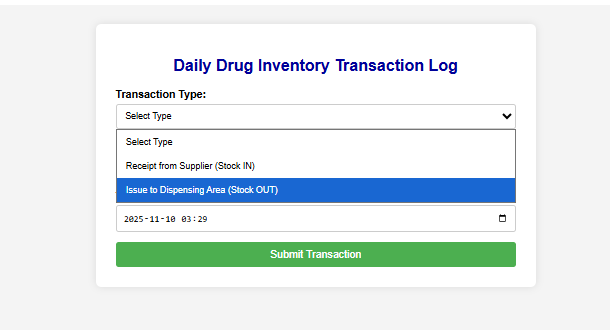 Daily Drug Inventory Transaction Log
Transaction Type:
Select Type
Select Type
Receipt from Supplier (Stock IN)
Issue to Dispensing Area (Stock OUT)
2025-11-10 03:29
Submit Transaction